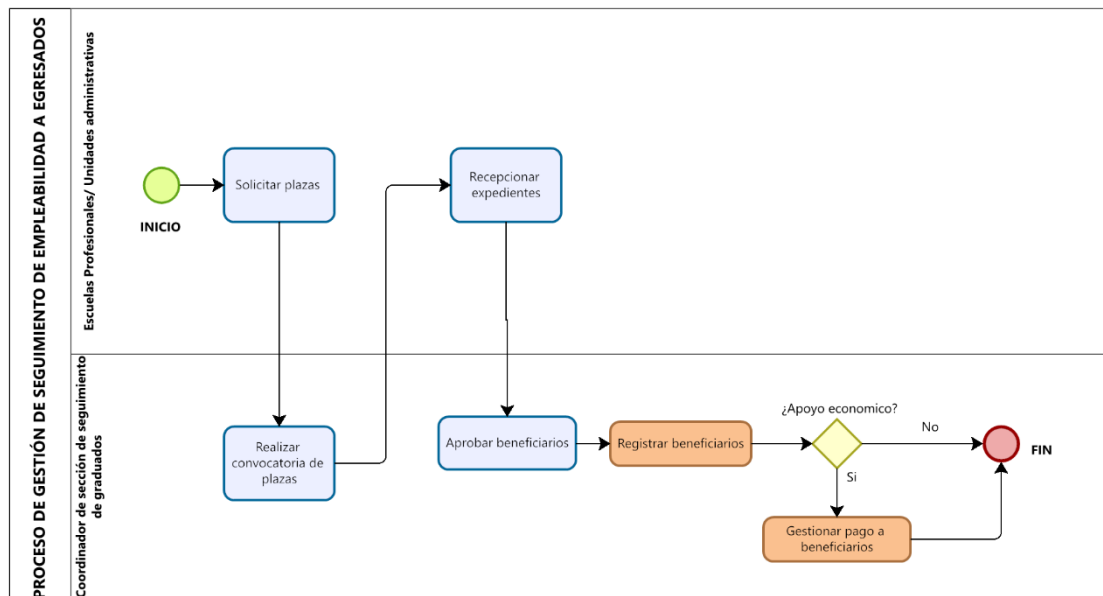 PROCESO DE GESTIÓN DE SEGUIMIENTO DE EMPLEABILIDAD A EGRESADOS
Escuelas Profesionales/ Unidades administrativas
INICIO
Solicitar plazas
Recepcionar
expedientes
Coordinador de sección de seguimiento
de graduados
Realizar
convocatoria de
plazas
Aprobar beneficiarios
Registrar beneficiarios
¿Apoyo economico?
No
Si
FIN
Gestionar pago a
beneficiarios